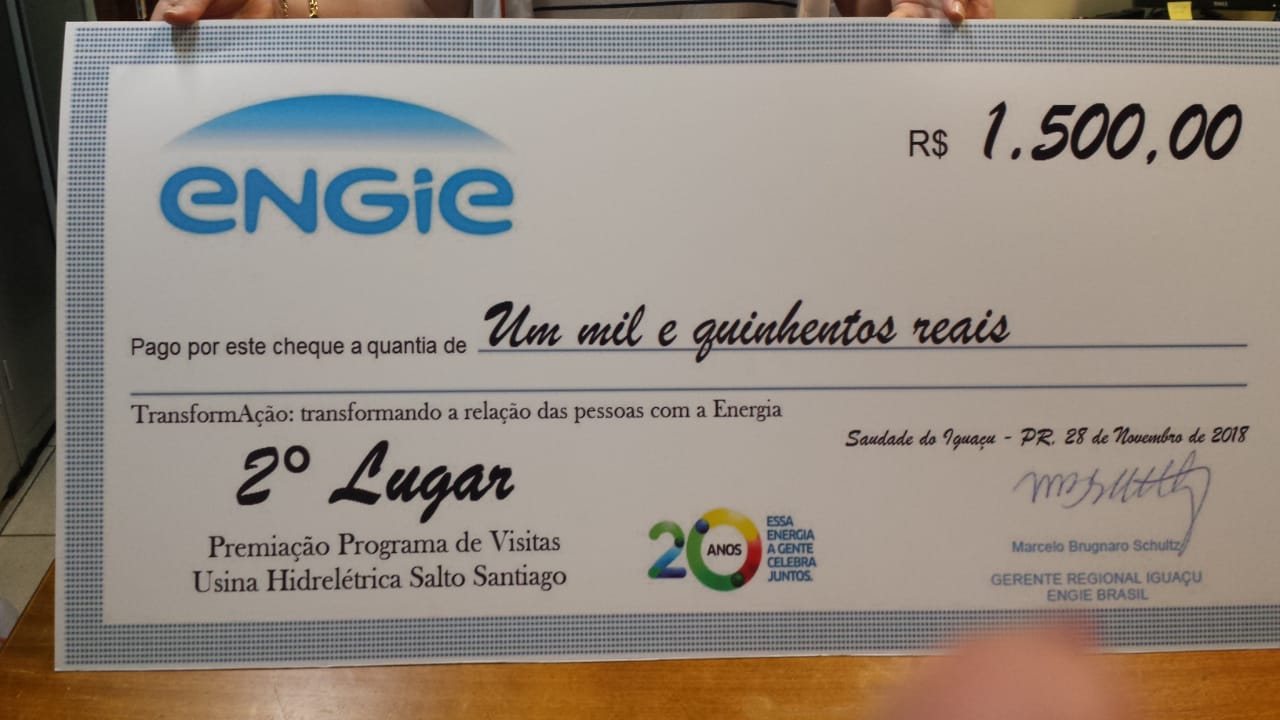 ENGIE
R$ 1.500,00
Pago por este cheque a quantia de Um mil e quinhentos reais
TransformAção: transformando a relação das pessoas com a Energia
Saudade do Iguaçu - PR, 28 de Novembro de 2018
2º Lugar
Premiação Programa de Visitas
Usina Hidrelétrica Salto Santiago
20 ANOS
ESSA
ENERGIA
A GENTE
CELEBRA
JUNTOS.
Marcelo Brugnaro Schultz
GERENTE REGIONAL IGUAÇU
ENGIE BRASIL